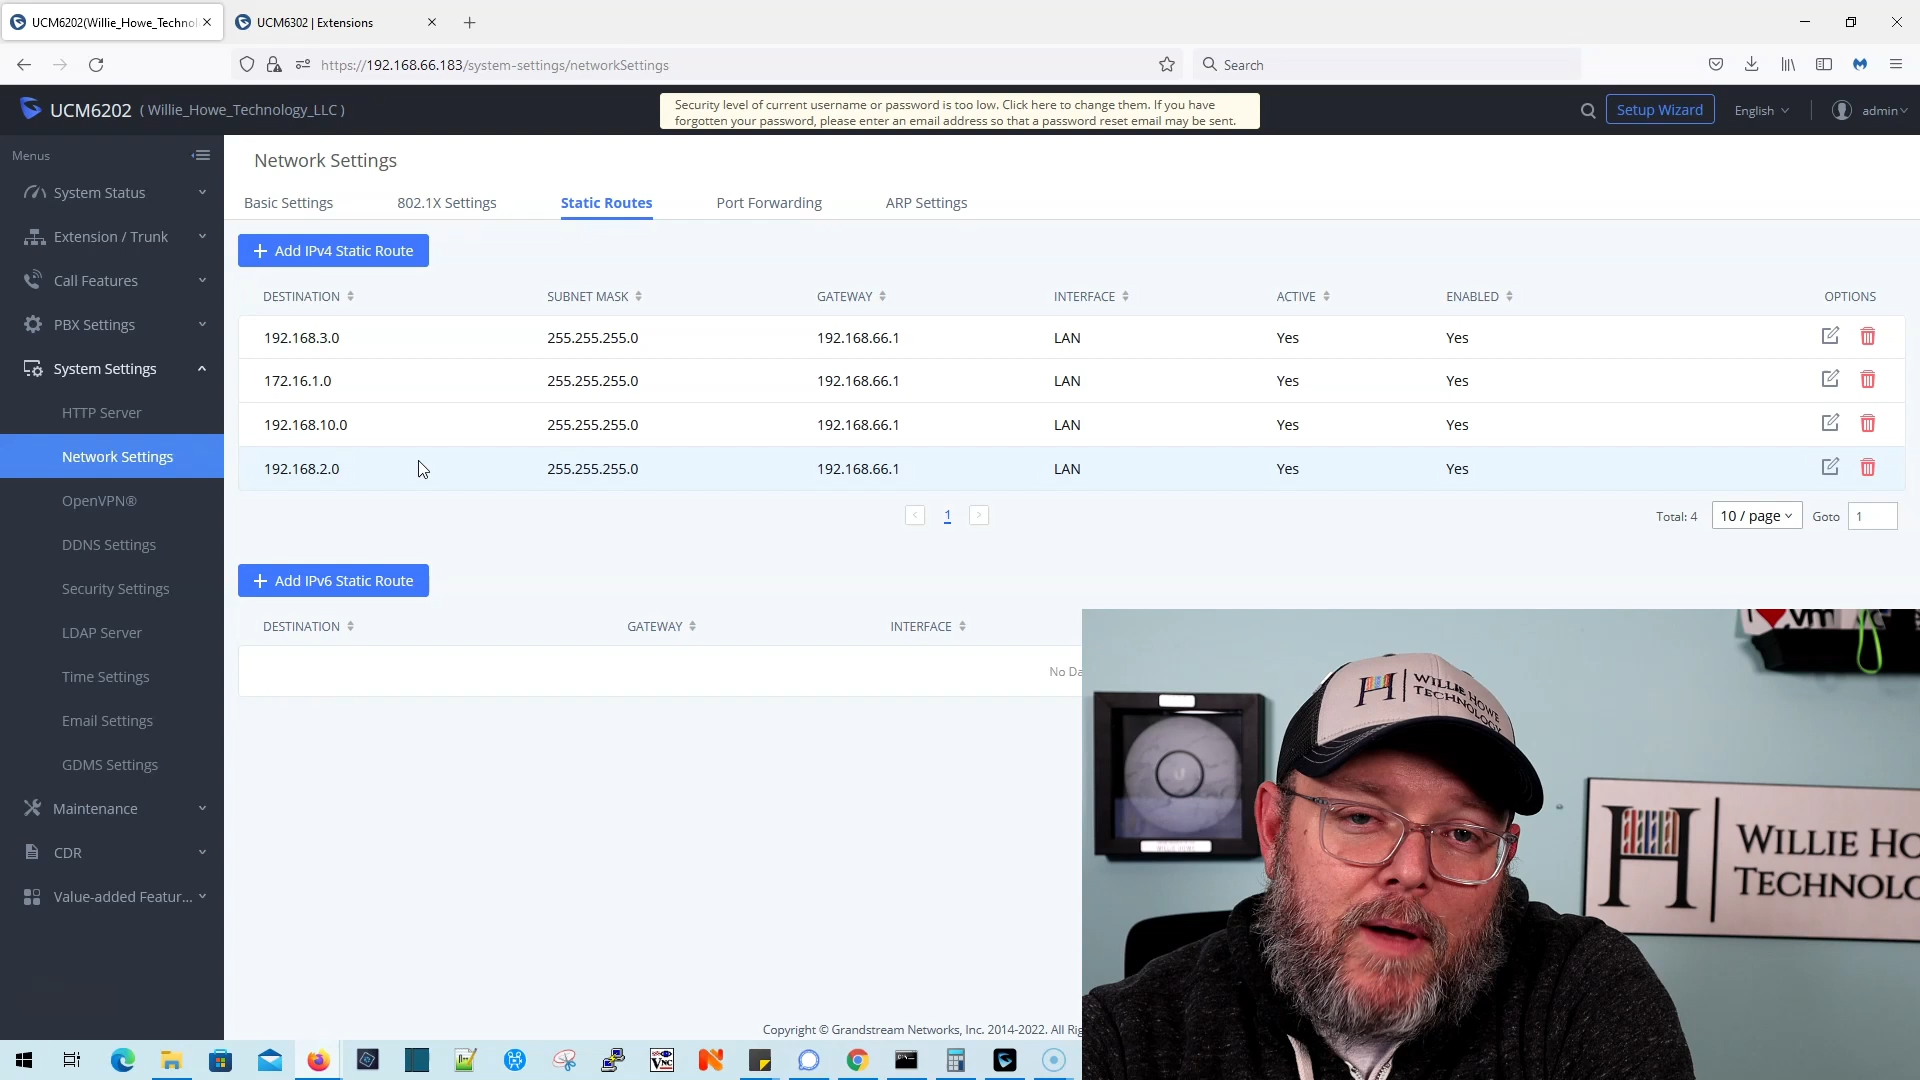 UCM6202(Willie_Howe_Technol
UCM6302 | Extensions
https://192.168.66.183/system-settings/networkSettings
Search
UCM6202 ( Willie_Howe_Technology_LLC )
Security level of current username or password is too low. Click here to change them. If you have
forgotten your password, please enter an email address so that a password reset email may be sent.
Setup Wizard
English
admin
Menus
System Status
Extension / Trunk
Call Features
PBX Settings
System Settings
HTTP Server
Network Settings
OpenVPN®
DDNS Settings
Security Settings
LDAP Server
Time Settings
Email Settings
GDMS Settings
Maintenance
CDR
Value-added Featur...
Network Settings
Basic Settings
802.1X Settings
Static Routes
Port Forwarding
ARP Settings
+ Add IPv4 Static Route
DESTINATION SUBNET MASK GATEWAY INTERFACE ACTIVE ENABLED OPTIONS
192.168.3.0 255.255.255.0 192.168.66.1 LAN Yes Yes
172.16.1.0 255.255.255.0 192.168.66.1 LAN Yes Yes
192.168.10.0 255.255.255.0 192.168.66.1 LAN Yes Yes
192.168.2.0 255.255.255.0 192.168.66.1 LAN Yes Yes
< 1 >
Total: 4 10 / page Goto 1
+ Add IPv6 Static Route
DESTINATION GATEWAY INTERFACE
No Da
Copyright © Grandstream Networks, Inc. 2014-2022. All Rig
vm
H WILLIE HOWE
TECHNOLOGY
H WILLIE HO
TECHNOLO
VNC